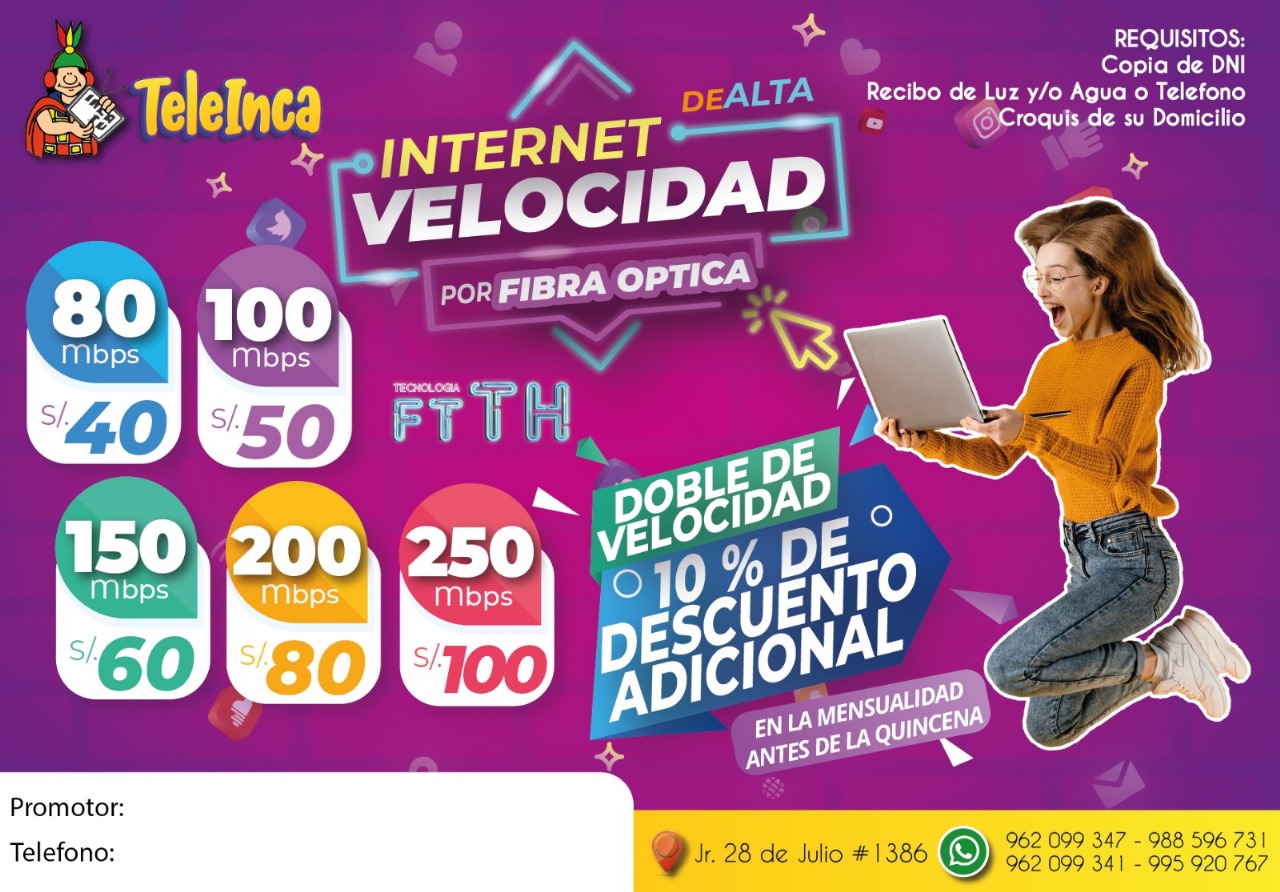 TeleInca
INTERNET
DE ALTA
VELOCIDAD
POR FIBRA OPTICA
REQUISITOS:
Copia de DNI
Recibo de Luz y/o Agua o Telefono
Croquis de su Domicilio
80
Mbps
S/.40
100
Mbps
S/.50
TECNOLOGIA
FTTH
150
Mbps
S/.60
200
Mbps
S/.80
250
Mbps
S/.100
DOBLE DE
VELOCIDAD
10 % DE
DESCUENTO
ADICIONAL
EN LA MENSUALIDAD
ANTES DE LA QUINCENA
Promotor:
Telefono:
Jr. 28 de Julio #1386
962 099 347 - 988 596 731
962 099 341 - 995 920 767